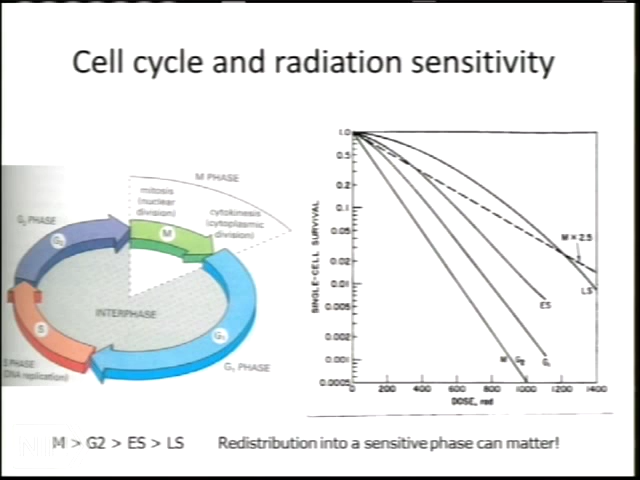 Cell cycle and radiation sensitivity
M PHASE
mitosis
(nuclear
division)
cytokinesis
(cytoplasmic
division)
G₂ PHASE
G₂
M
INTERPHASE
S
G₁
G₁ PHASE
S PHASE
DNA replication)
SINGLE-CELL SURVIVAL
1.0
0.5
0.2
0.1
0.05
0.02
0.01
0.005
0.002
0.001
0.0005
M × 2.5
LS
ES
M
G₂
G₁
0 200 400 600 800 1000 1200 1400
DOSE, rad
M > G2 > ES > LS
Redistribution into a sensitive phase can matter!